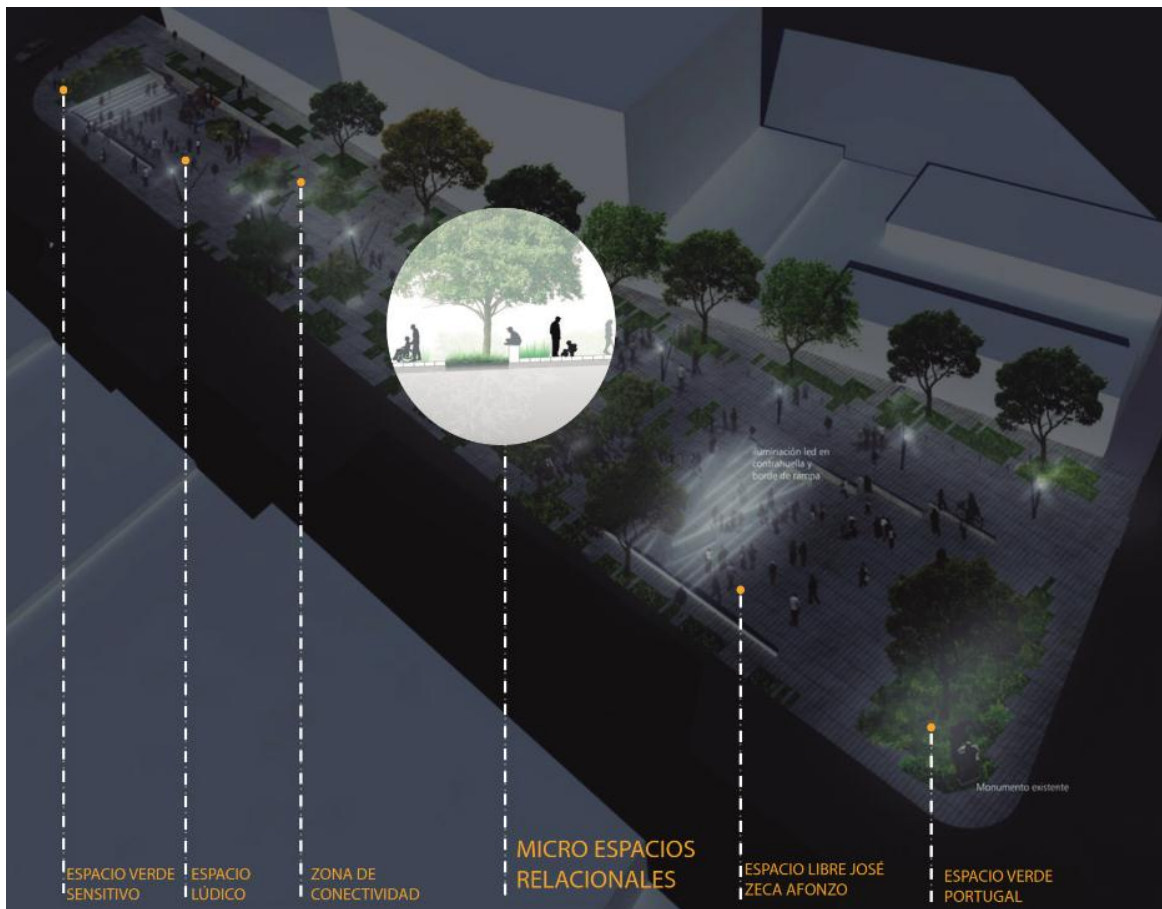 iluminación led en
contrahuella y
borde de rampa
Monumento existente
ESPACIO VERDE
SENSITIVO
ESPACIO
LÚDICO
ZONA DE
CONECTIVIDAD
MICRO ESPACIOS
RELACIONALES
ESPACIO LIBRE JOSÉ
ZECA AFONZO
ESPACIO VERDE
PORTUGAL